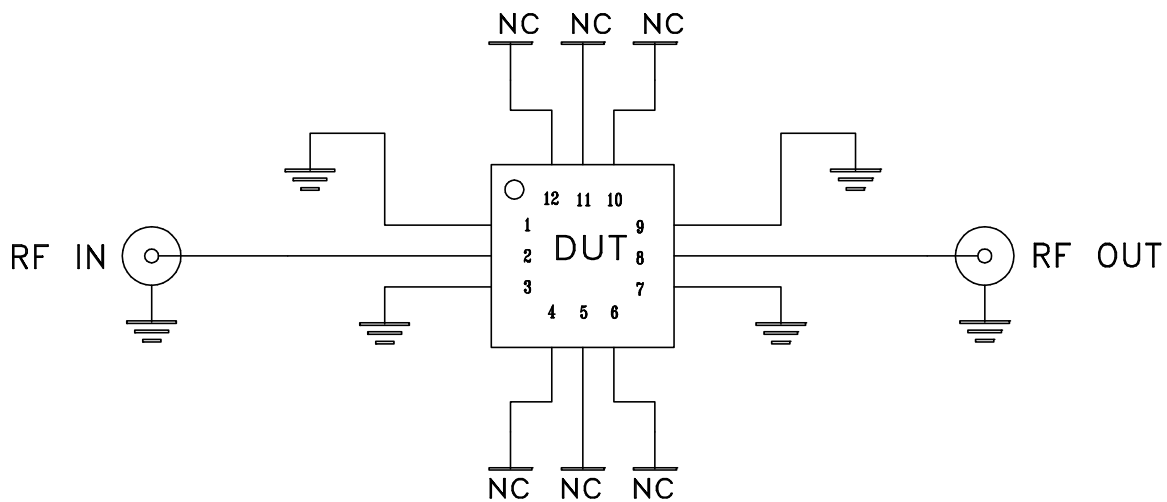 NC NC NC
12 11 10
1 9
RF IN 2 DUT 8 RF OUT
3 7
4 5 6
NC NC NC